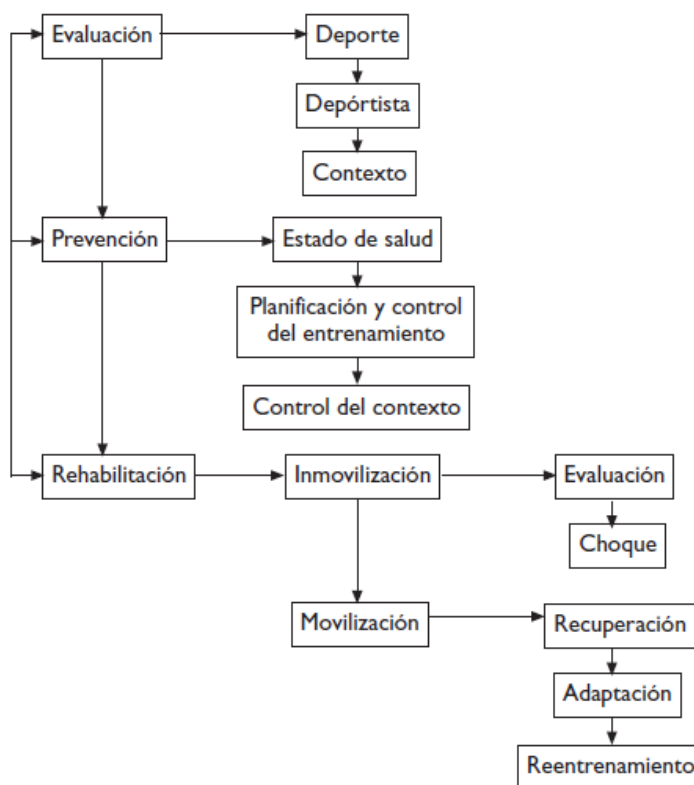 Evaluación
Deporte
Depórtista
Contexto
Prevención
Estado de salud
Planificación y control
del entrenamiento
Control del contexto
Rehabilitación
Inmovilización
Evaluación
Choque
Movilización
Recuperación
Adaptación
Reentrenamiento